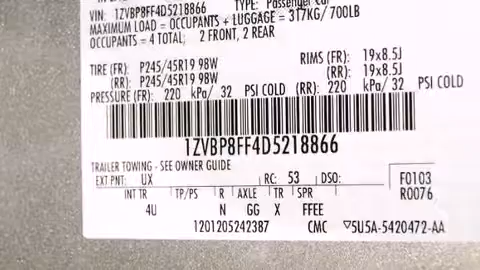 VIN: 1ZVBP8FF4D5218866 TYPE: Passenger Car
MAXIMUM LOAD = OCCUPANTS + LUGGAGE = 317KG/ 700LB
OCCUPANTS = 4 TOTAL; 2 FRONT, 2 REAR
TIRE (FR): P245/45R19 98W RIMS (FR): 19x8.5J
(RR): P245/45R19 98W (RR): 19x8.5J
PRESSURE (FR): 220 kPa/ 32 PSI COLD (RR): 220 kPa/ 32 PSI COLD
1ZVBP8FF4D5218866
TRAILER TOWING - SEE OWNER GUIDE
EXT PNT: UX RC: 53 DSO: F0103
R0076
INT TR TP/PS R AXLE TR SPR
4U N GG X FFEE
1201205242387 CMC ▽5U5A-5420472-AA